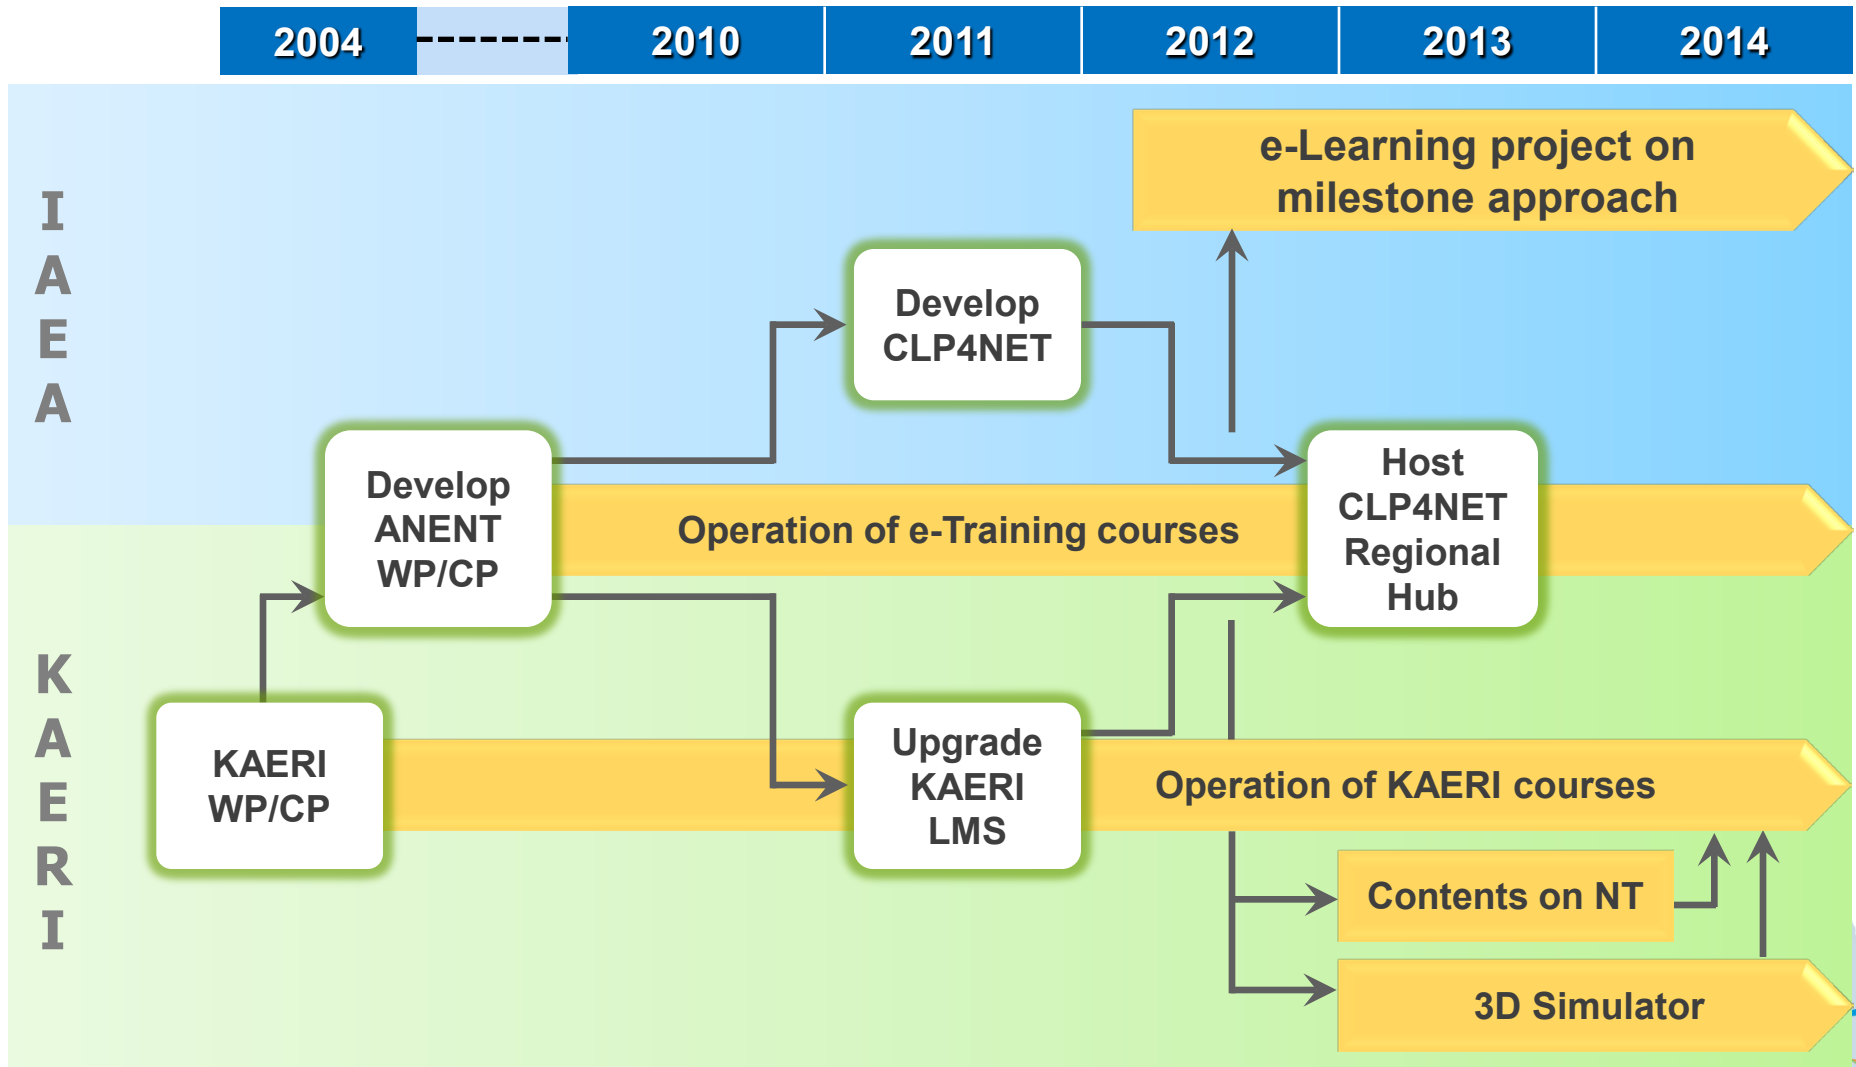 2004
2010
2011
2012
2013
2014
IAEA
e-Learning project on
milestone approach
Develop
CLP4NET
Develop
ANENT
WP/CP
Operation of e-Training courses
Host
CLP4NET
Regional
Hub
KAERI
KAERI
WP/CP
Upgrade
KAERI
LMS
Operation of KAERI courses
Contents on NT
3D Simulator